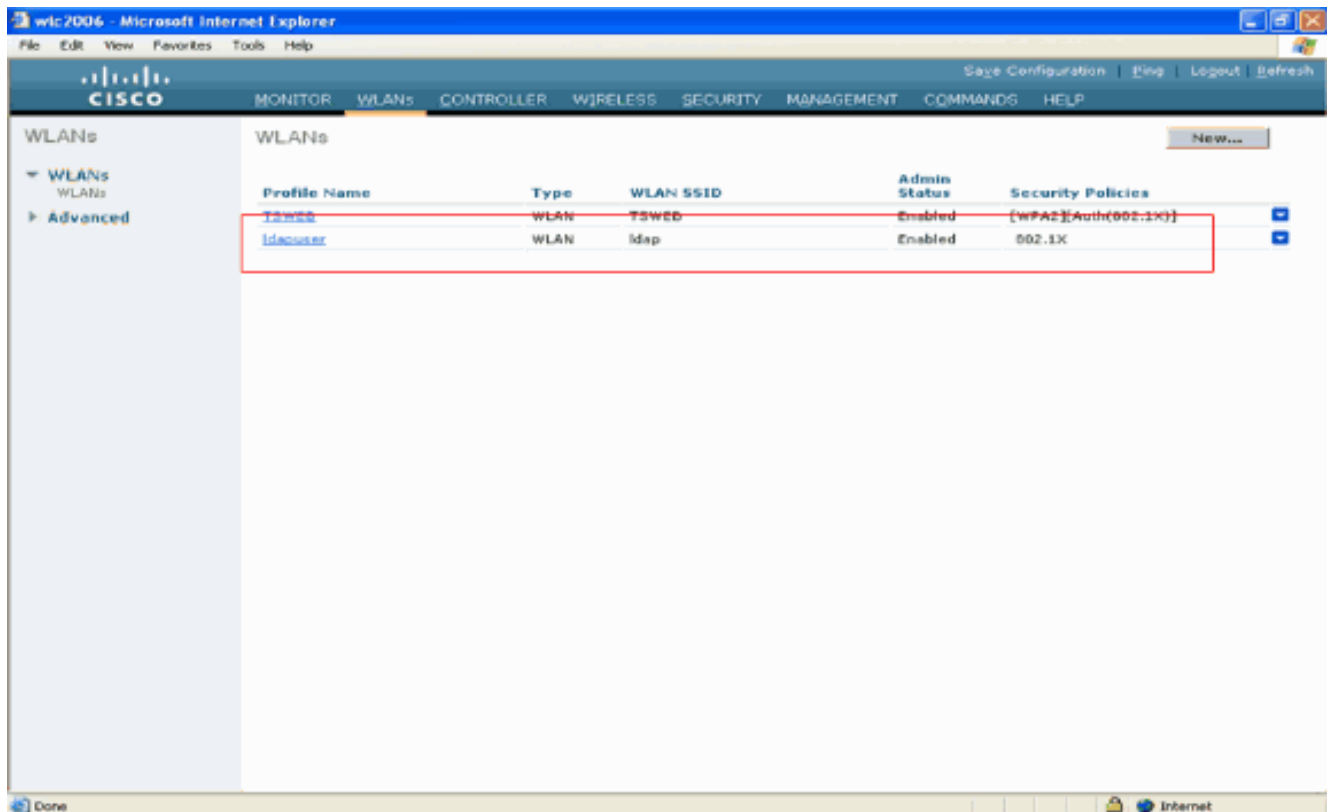 wlc2006 - Microsoft Internet Explorer
File Edit View Favorites Tools Help
Save Configuration | Ping | Logout | Refresh
CISCO
MONITOR WLANs CONTROLLER WIRELESS SECURITY MANAGEMENT COMMANDS HELP
WLANs
WLANs
WLANs
Advanced
WLANs
New...
Profile Name Type WLAN SSID Admin Status Security Policies
TSWEB WLAN TSWEB Enabled [WPA2][Auth(802.1X)]
ldapuser WLAN ldap Enabled 802.1X
Done
Internet